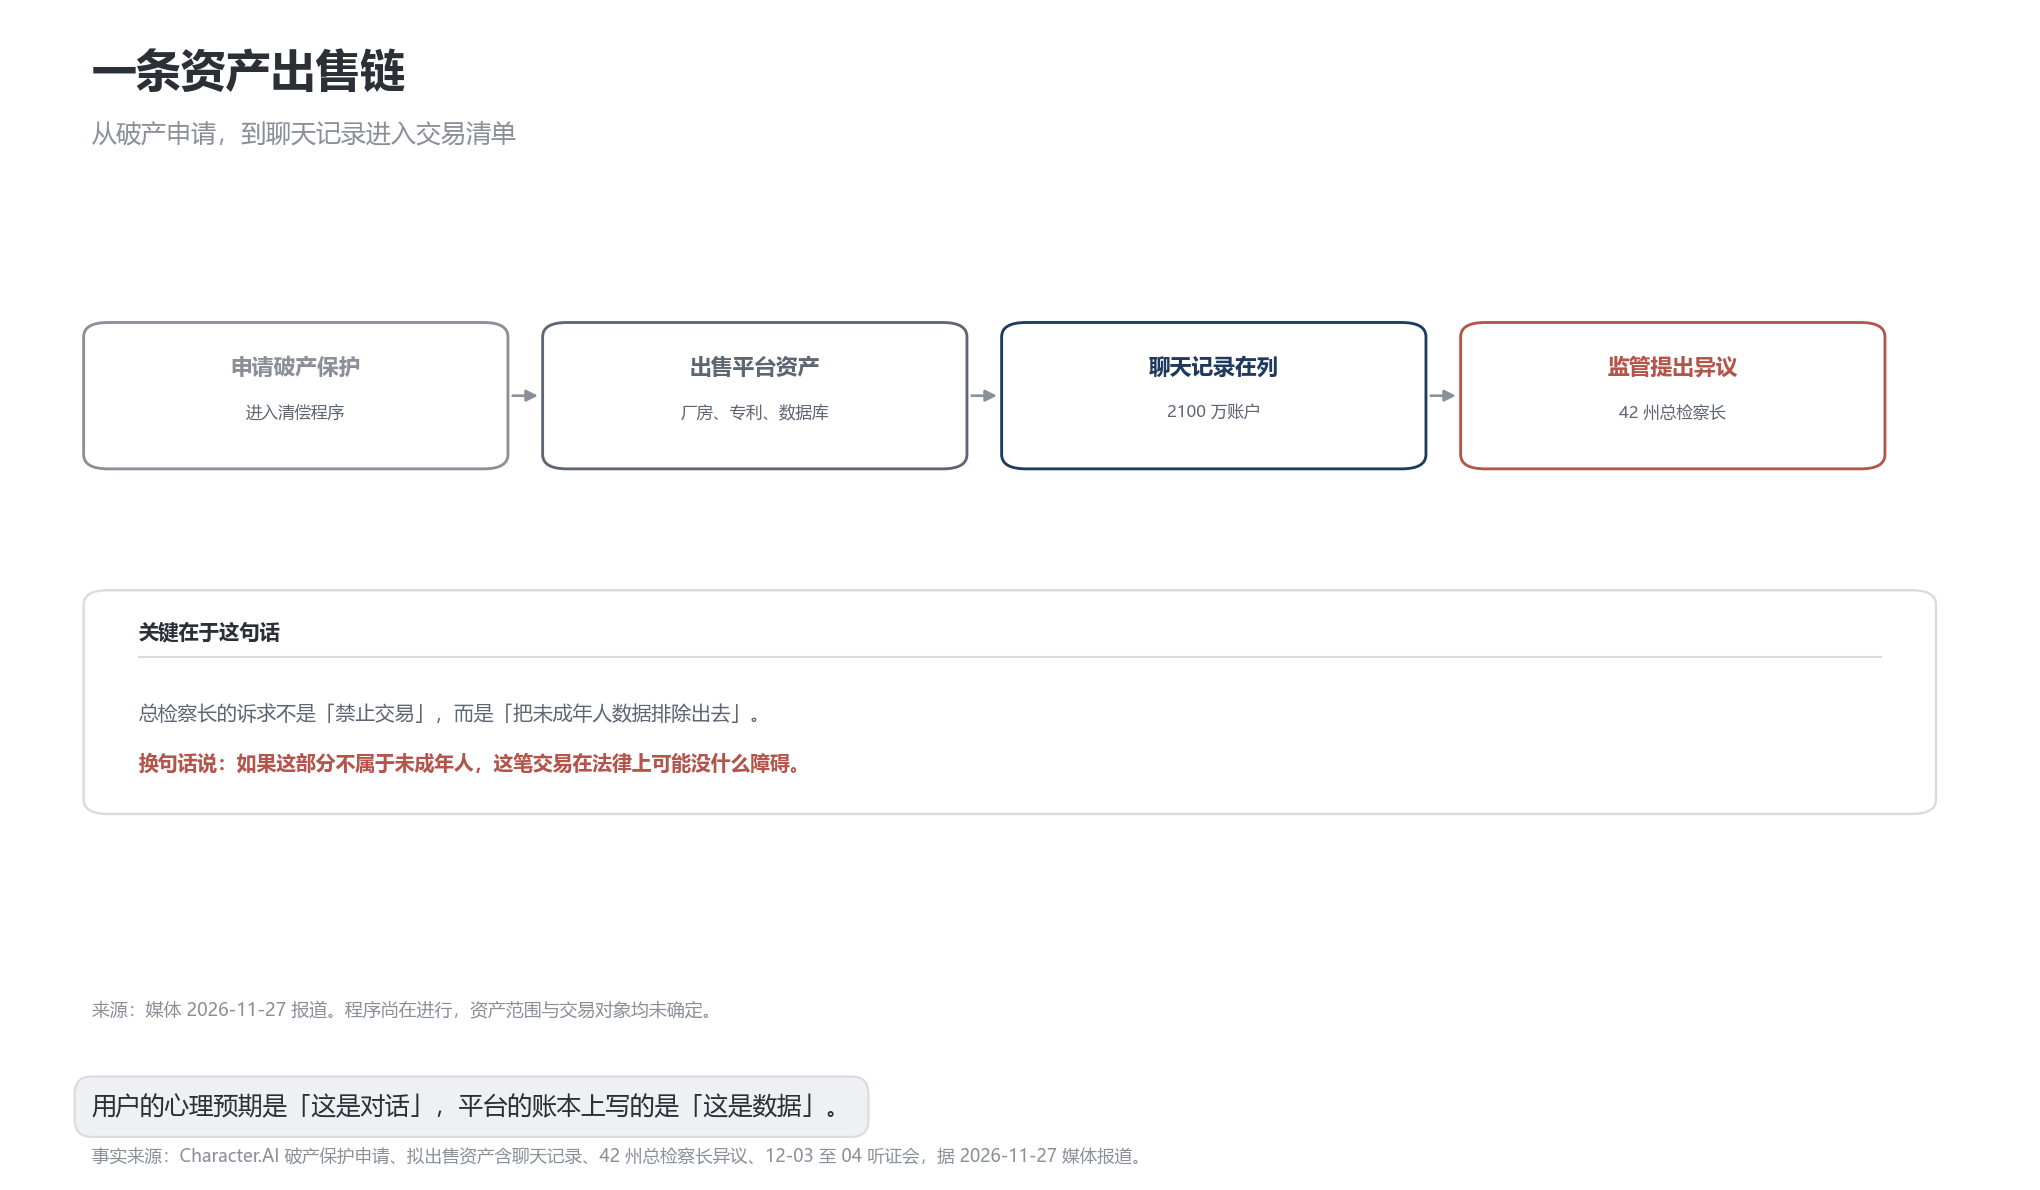 一条资产出售链
从破产申请，到聊天记录进入交易清单
申请破产保护
进入清偿程序
出售平台资产
厂房、专利、数据库
聊天记录在列
2100 万账户
监管提出异议
42 州总检察长
关键在于这句话
总检察长的诉求不是「禁止交易」，而是「把未成年人数据排除出去」。
换句话说：如果这部分不属于未成年人，这笔交易在法律上可能没什么障碍。
来源：媒体 2026-11-27 报道。程序尚在进行，资产范围与交易对象均未确定。
用户的心理预期是「这是对话」，平台的账本上写的是「这是数据」。
事实来源：Character.AI 破产保护申请、拟出售资产含聊天记录、42 州总检察长异议、12-03 至 04 听证会，据 2026-11-27 媒体报道。